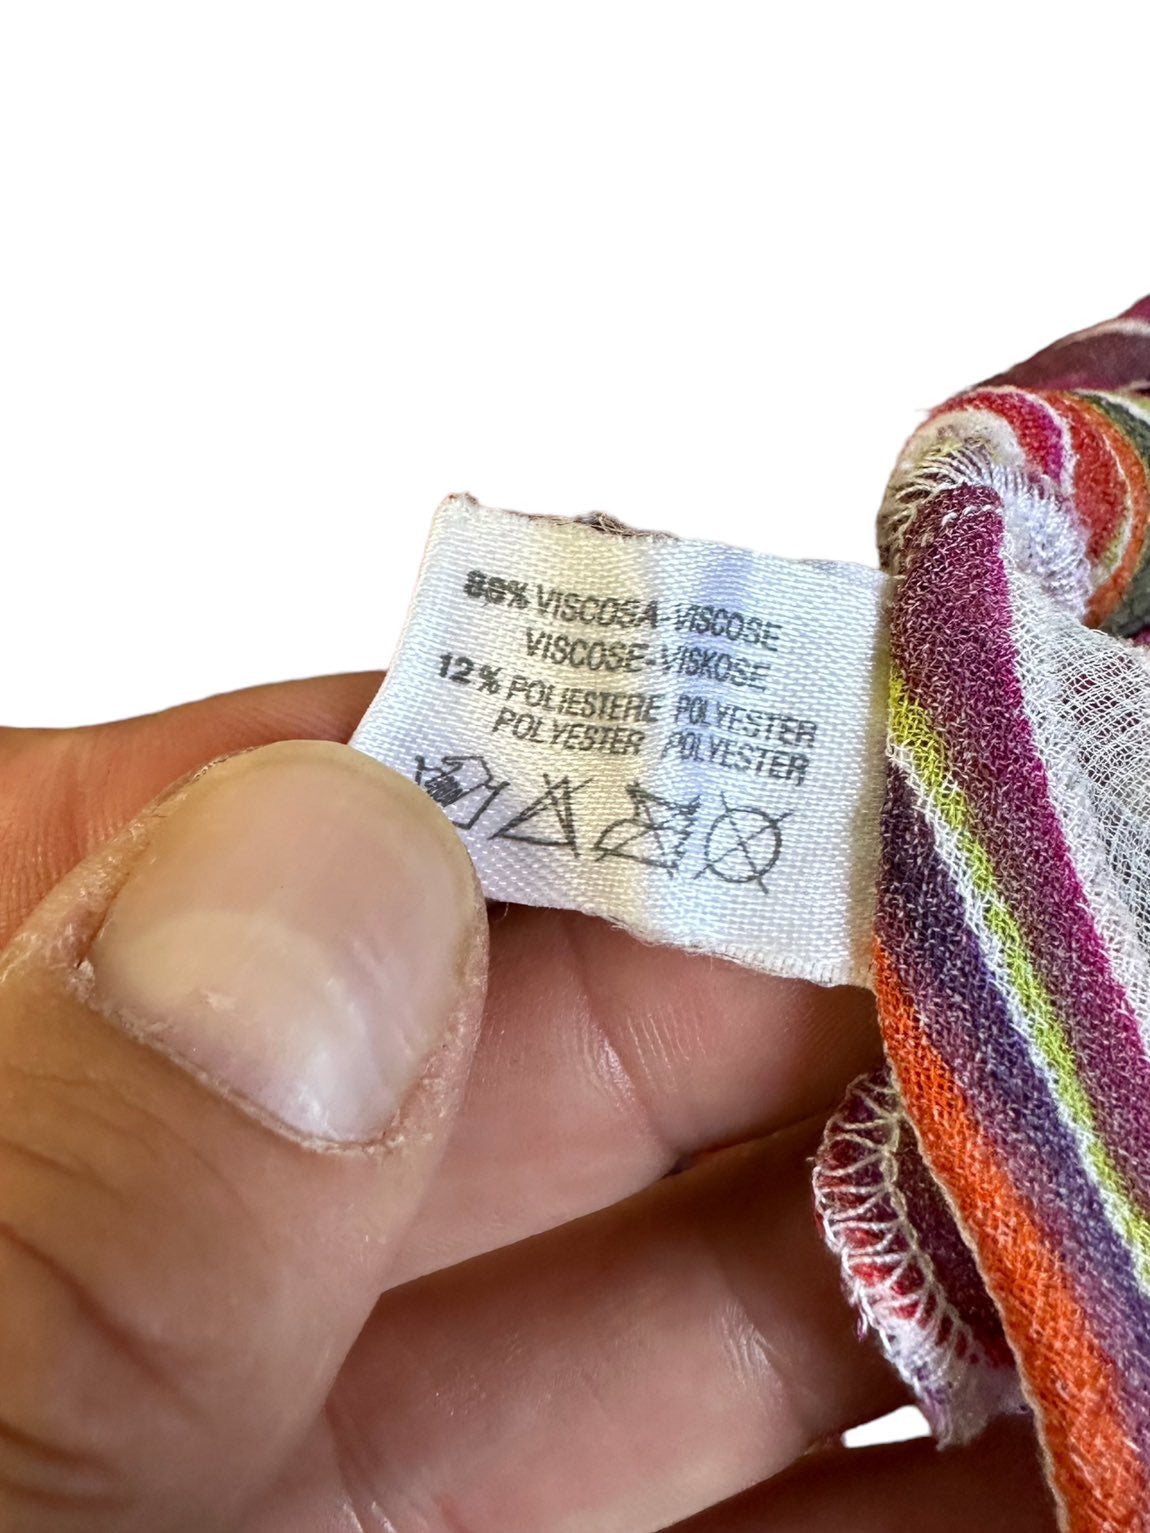 88% VISCOSA-VISCOSE
VISCOSE-VISKOSE
12% POLIESTERE POLYESTER
POLYESTER POLYESTER